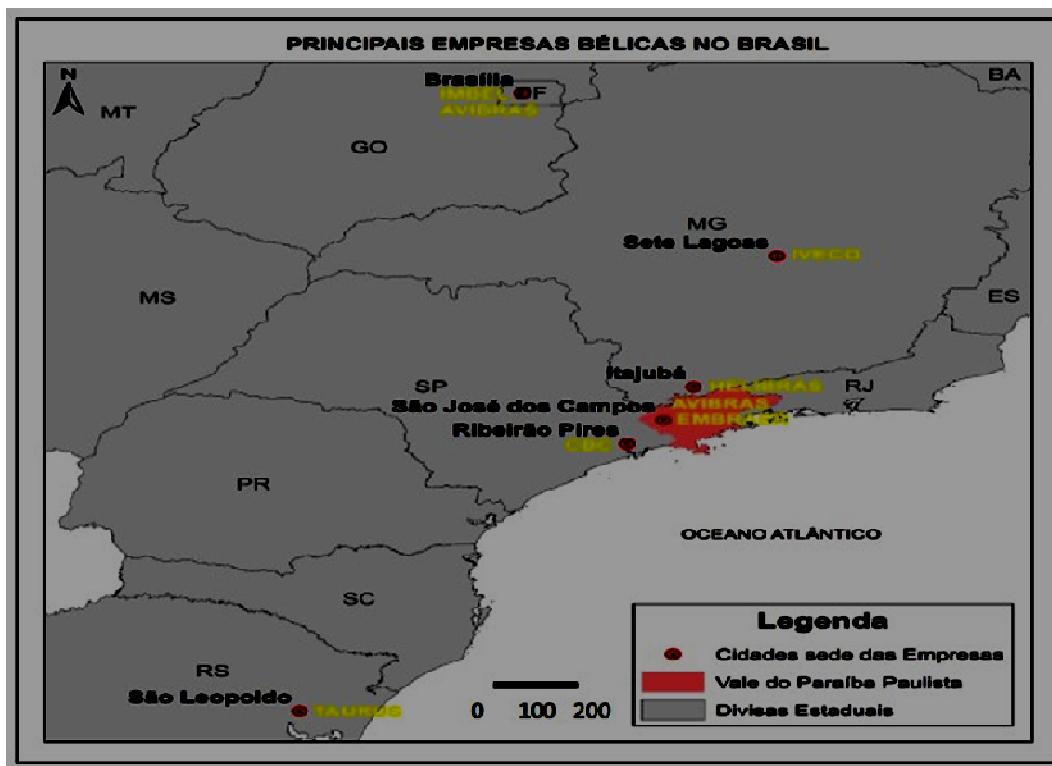 PRINCIPAIS EMPRESAS BÉLICAS NO BRASIL
N
BA
Brasília
IMBEL
DF
AVIBRAS
MT
GO
MG
Sete Lagoas
IVECO
MS
ES
Itajubá
HELIBRAS
RJ
SP
São José dos Campos
AVIBRAS
EMBRAER
Ribeirão Pires
CBC
PR
OCEANO ATLÂNTICO
SC
RS
São Leopoldo
TAURUS
0 100 200
Legenda
Cidades sede das Empresas
Vale do Paraíba Paulista
Divisas Estaduais